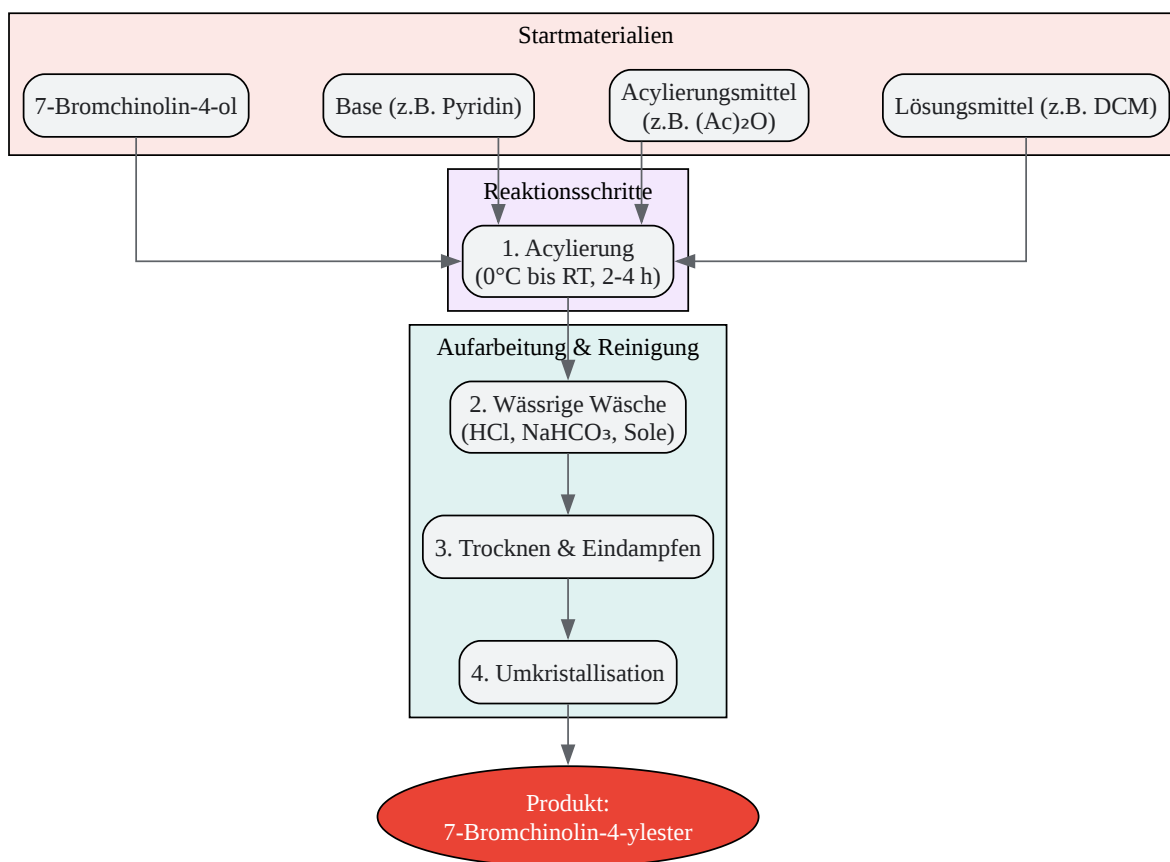 Startmaterialien
7-Bromchinolin-4-ol
Base (z.B. Pyridin)
Acylierungsmittel
(z.B. (Ac)₂O)
Lösungsmittel (z.B. DCM)
Reaktionsschritte
1. Acylierung
(0°C bis RT, 2-4 h)
Aufarbeitung & Reinigung
2. Wässrige Wäsche
(HCl, NaHCO₃, Sole)
3. Trocknen & Eindampfen
4. Umkristallisation
Produkt:
7-Bromchinolin-4-ylester